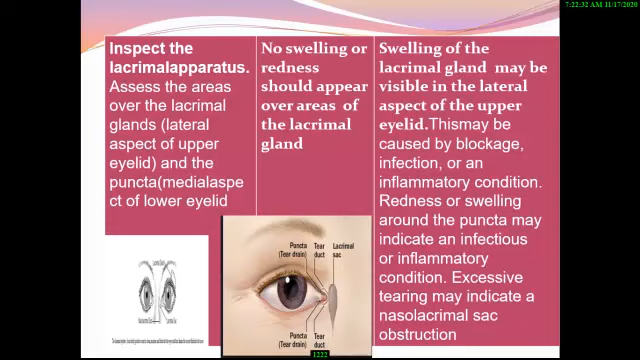 7:22:32 AM 11/17/2020
Inspect the
lacrimalapparatus.
Assess the areas
over the lacrimal
glands (lateral
aspect of upper
eyelid) and the
puncta(medialaspe
ct of lower eyelid
No swelling or
redness
should appear
over areas of
the lacrimal
gland
Swelling of the
lacrimal gland may be
visible in the lateral
aspect of the upper
eyelid.Thismay be
caused by blockage,
infection, or an
inflammatory condition.
Redness or swelling
around the puncta may
indicate an infectious
or inflammatory
condition. Excessive
tearing may indicate a
nasolacrimal sac
obstruction
Puncta
(Tear drain)
Tear
duct
Lacrimal
sac
Puncta
(Tear drain)
Tear
duct
1222